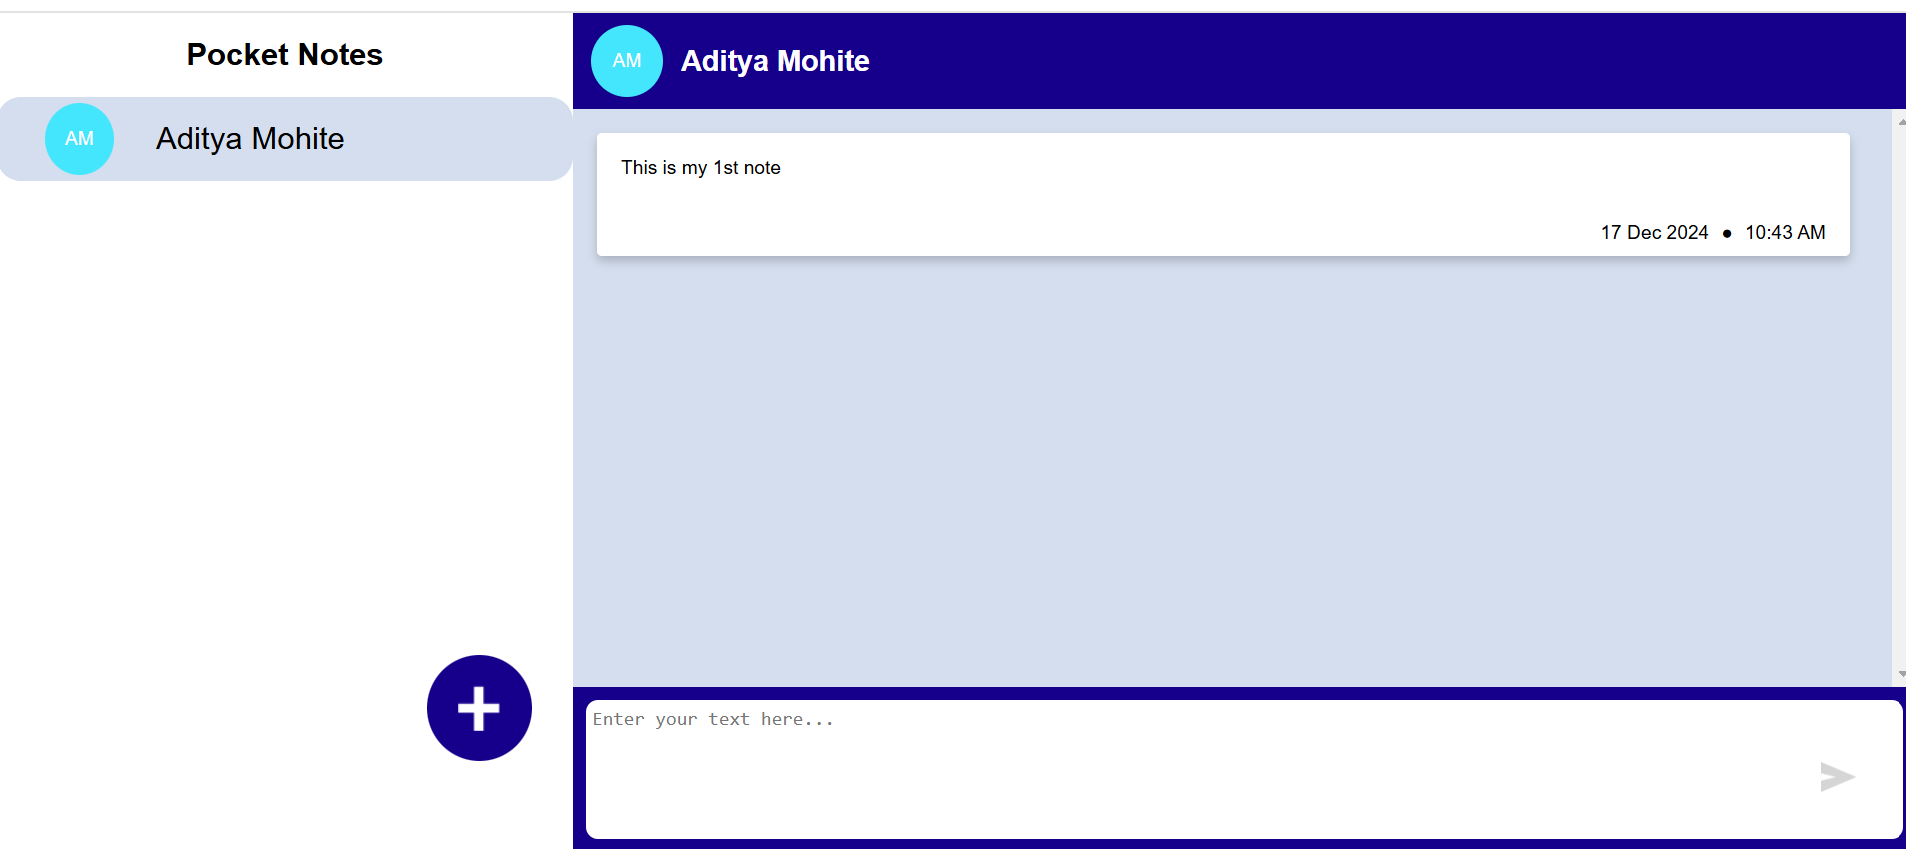 Pocket Notes
AM
Aditya Mohite
AM
Aditya Mohite
This is my 1st note
17 Dec 2024 ● 10:43 AM
Enter your text here...